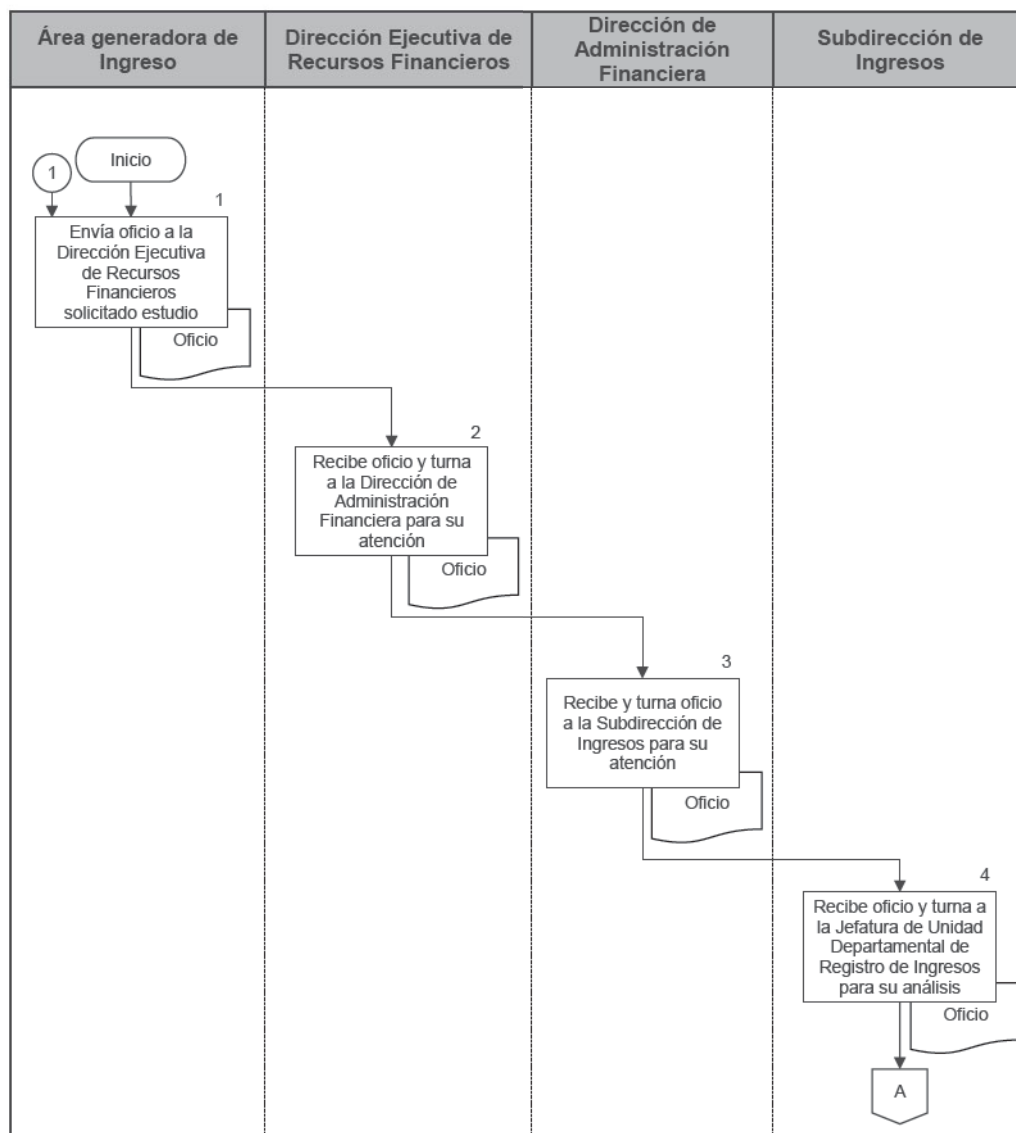 Área generadora de
Ingreso
Dirección Ejecutiva de
Recursos Financieros
Dirección de
Administración
Financiera
Subdirección de
Ingresos
Inicio
1
1
Envía oficio a la
Dirección Ejecutiva
de Recursos
Financieros
solicitado estudio
Oficio
2
Recibe oficio y turna
a la Dirección de
Administración
Financiera para su
atención
Oficio
3
Recibe y turna oficio
a la Subdirección de
Ingresos para su
atención
Oficio
4
Recibe oficio y turna a
la Jefatura de Unidad
Departamental de
Registro de Ingresos
para su análisis
Oficio
A